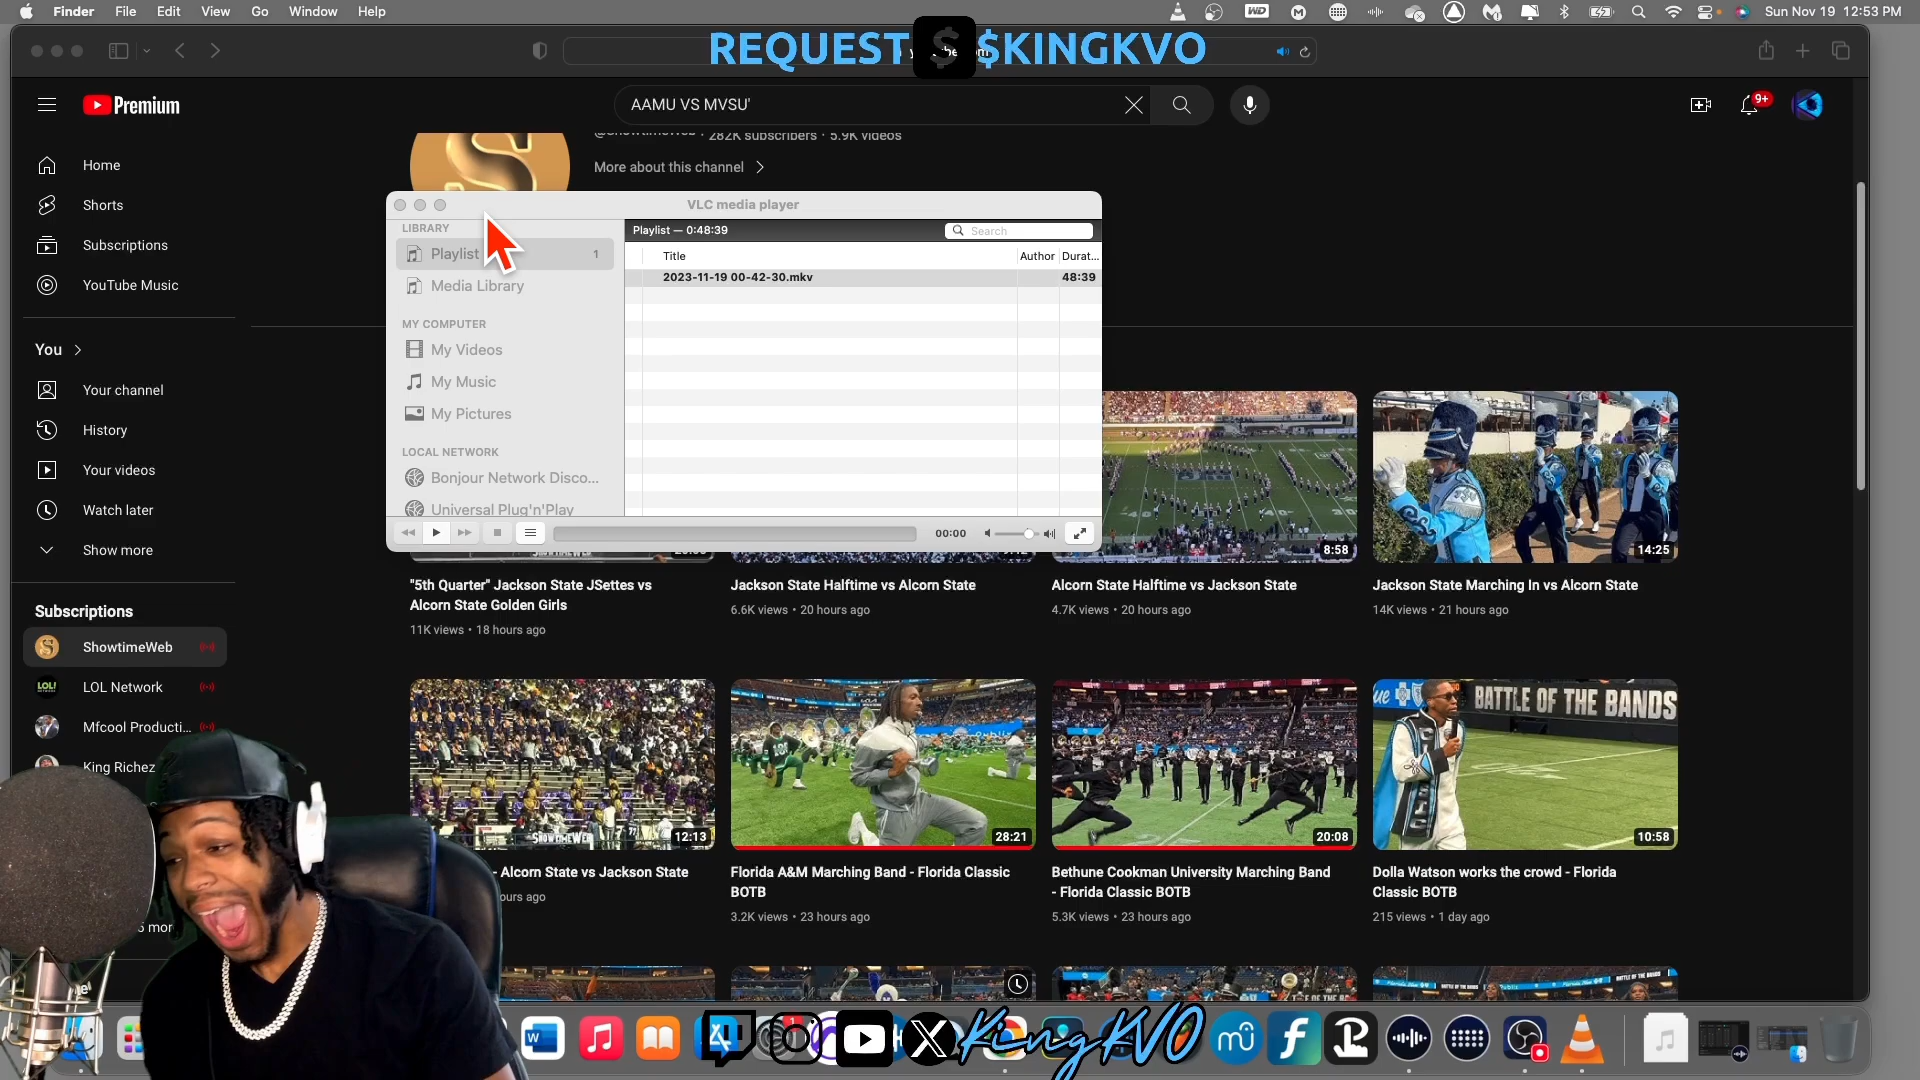 Finder File Edit View Go Window Help
WD
Sun Nov 19 12:53 PM
REQUEST $ $KINGKVO
Premium
AAMU VS MVSU'
9+
282K subscribers • 5.9K videos
More about this channel
Home
Shorts
Subscriptions
YouTube Music
You
Your channel
History
Your videos
Watch later
Show more
Subscriptions
ShowtimeWeb
LOL Network
Mfcool Producti...
King Richez
VLC media player
LIBRARY
Playlist 1
Media Library
MY COMPUTER
My Videos
My Music
My Pictures
LOCAL NETWORK
Bonjour Network Disco...
Universal Plug'n'Play
Playlist — 0:48:39
Search
Title Author Durat...
2023-11-19 00-42-30.mkv 48:39
00:00
8:58
14:25
"5th Quarter" Jackson State JSettes vs
Alcorn State Golden Girls
11K views • 18 hours ago
Jackson State Halftime vs Alcorn State
6.6K views • 20 hours ago
Alcorn State Halftime vs Jackson State
4.7K views • 20 hours ago
Jackson State Marching In vs Alcorn State
14K views • 21 hours ago
SHOWTIMEWEB
12:13
28:21
20:08
BATTLE OF THE BANDS
10:58
- Alcorn State vs Jackson State
ago
Florida A&M Marching Band - Florida Classic
BOTB
3.2K views • 23 hours ago
Bethune Cookman University Marching Band
- Florida Classic BOTB
5.3K views • 23 hours ago
Dolla Watson works the crowd - Florida
Classic BOTB
215 views • 1 day ago
KingKVO